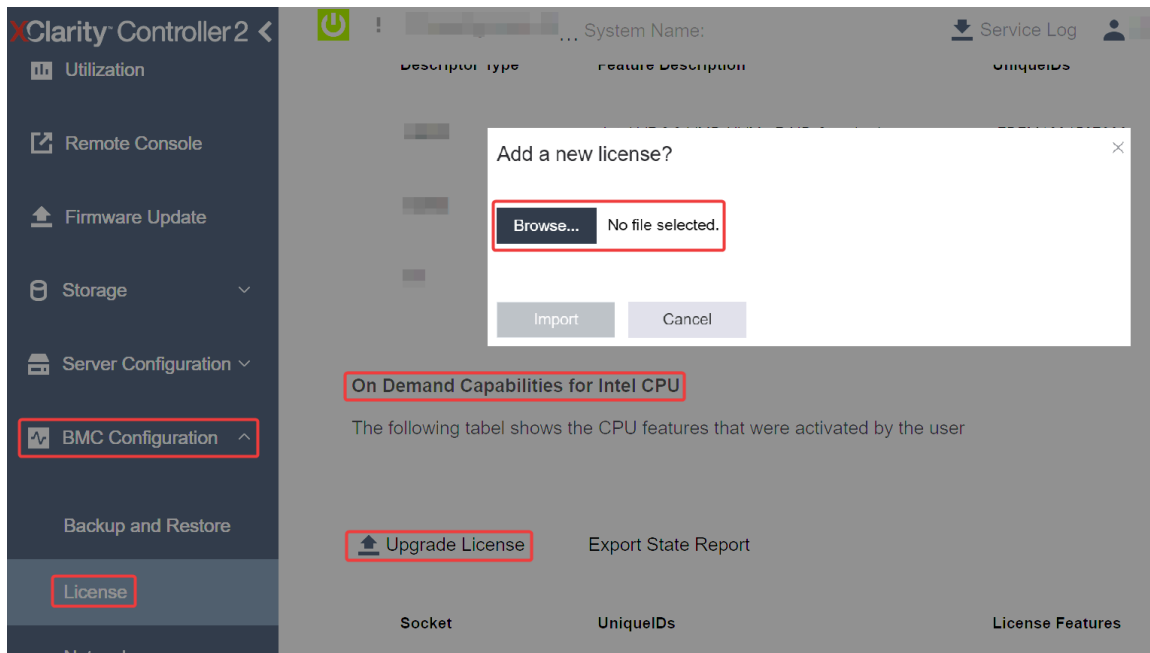 XClarity Controller 2
Utilization
Remote Console
Firmware Update
Storage
Server Configuration
BMC Configuration
Backup and Restore
License
... System Name:
Service Log
Descriptor Type Feature Description UniqueIDs
Add a new license?
Browse... No file selected.
Import Cancel
On Demand Capabilities for Intel CPU
The following tabel shows the CPU features that were activated by the user
Upgrade License Export State Report
Socket UniqueIDs License Features